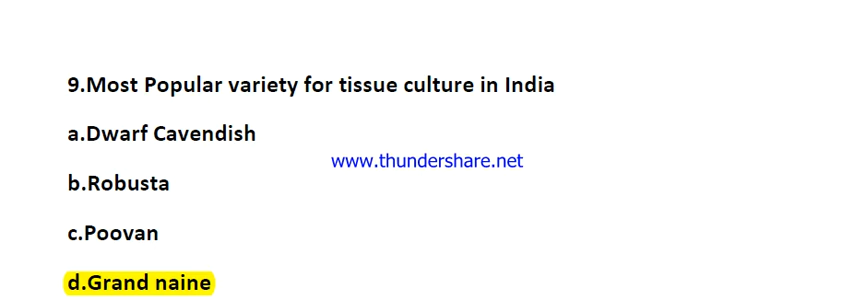 9.Most Popular variety for tissue culture in India
a.Dwarf Cavendish
www.thundershare.net
b.Robusta
c.Poovan
d.Grand naine